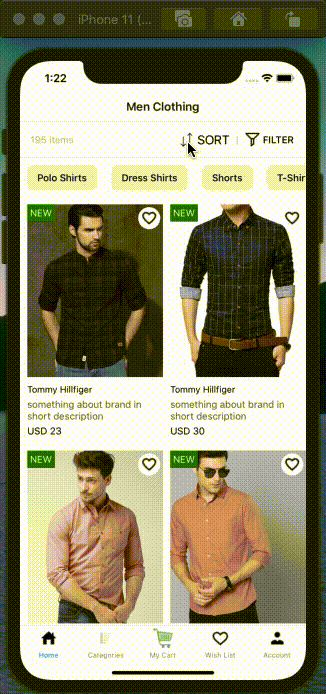 iPhone 11 (...
1:22
Men Clothing
195 items
SORT
FILTER
Polo Shirts
Dress Shirts
Shorts
T-Shir
NEW
NEW
Tommy Hillfiger
something about brand in
short description
USD 23
Tommy Hillfiger
something about brand in
short description
USD 30
NEW
NEW
Home
Categories
My Cart
Wish List
Account